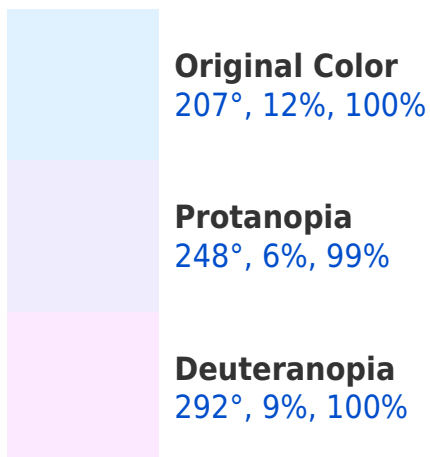 Original Color
207°, 12%, 100%
Protanopia
248°, 6%, 99%
Deuteranopia
292°, 9%, 100%